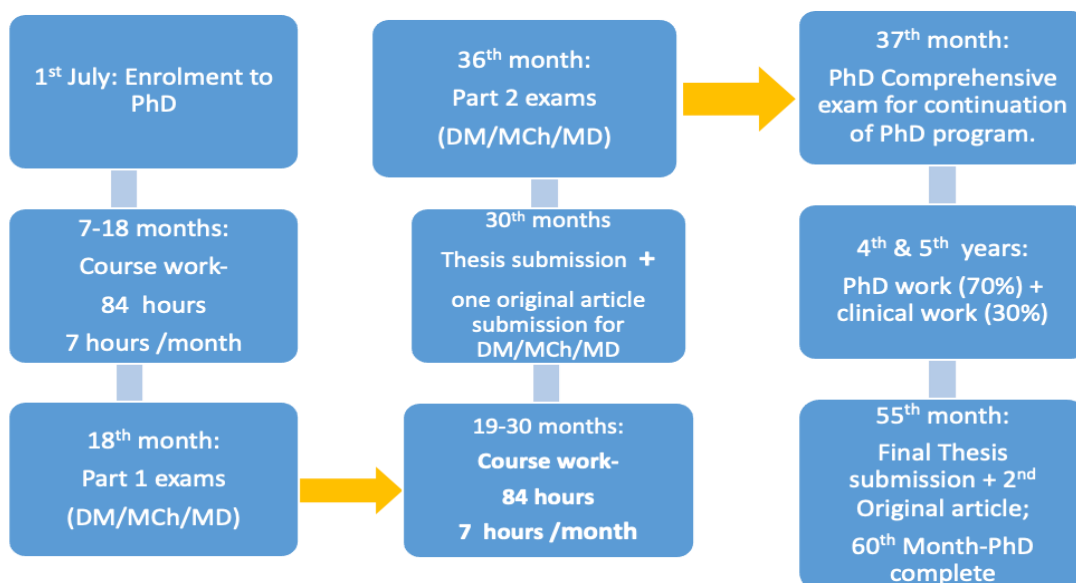 1st July: Enrolment to
PhD
7-18 months:
Course work-
84 hours
7 hours /month
18th month:
Part 1 exams
(DM/MCh/MD)
19-30 months:
Course work-
84 hours
7 hours /month
30th months
Thesis submission +
one original article
submission for
DM/MCh/MD
36th month:
Part 2 exams
(DM/MCh/MD)
37th month:
PhD Comprehensive
exam for continuation
of PhD program.
4th & 5th years:
PhD work (70%) +
clinical work (30%)
55th month:
Final Thesis
submission + 2nd
Original article;
60th Month-PhD
complete